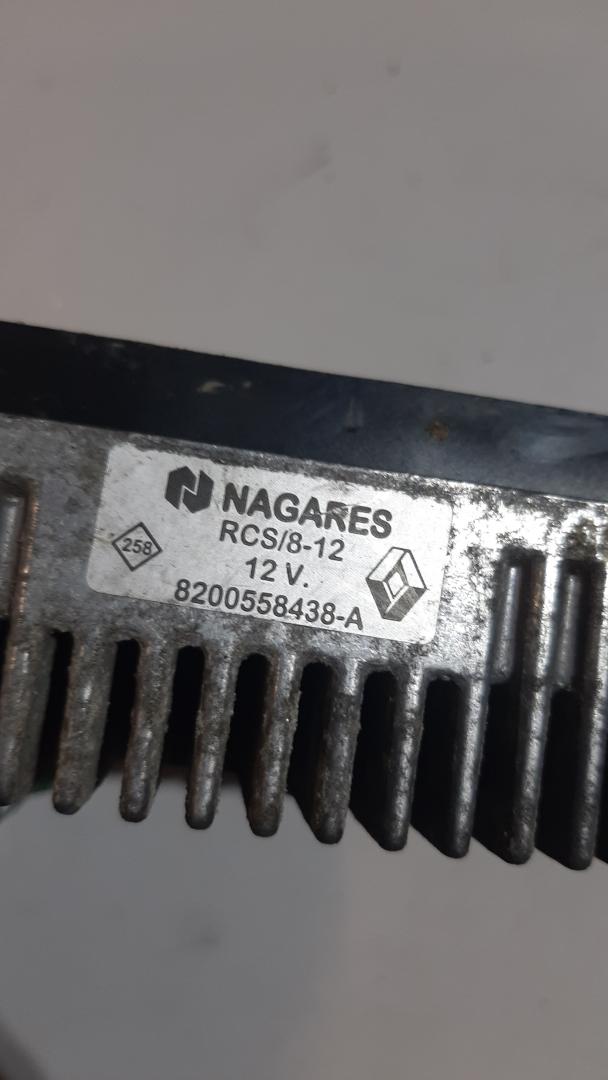 NAGARES
RCS/8-12
258
12 V.
8200558438-A